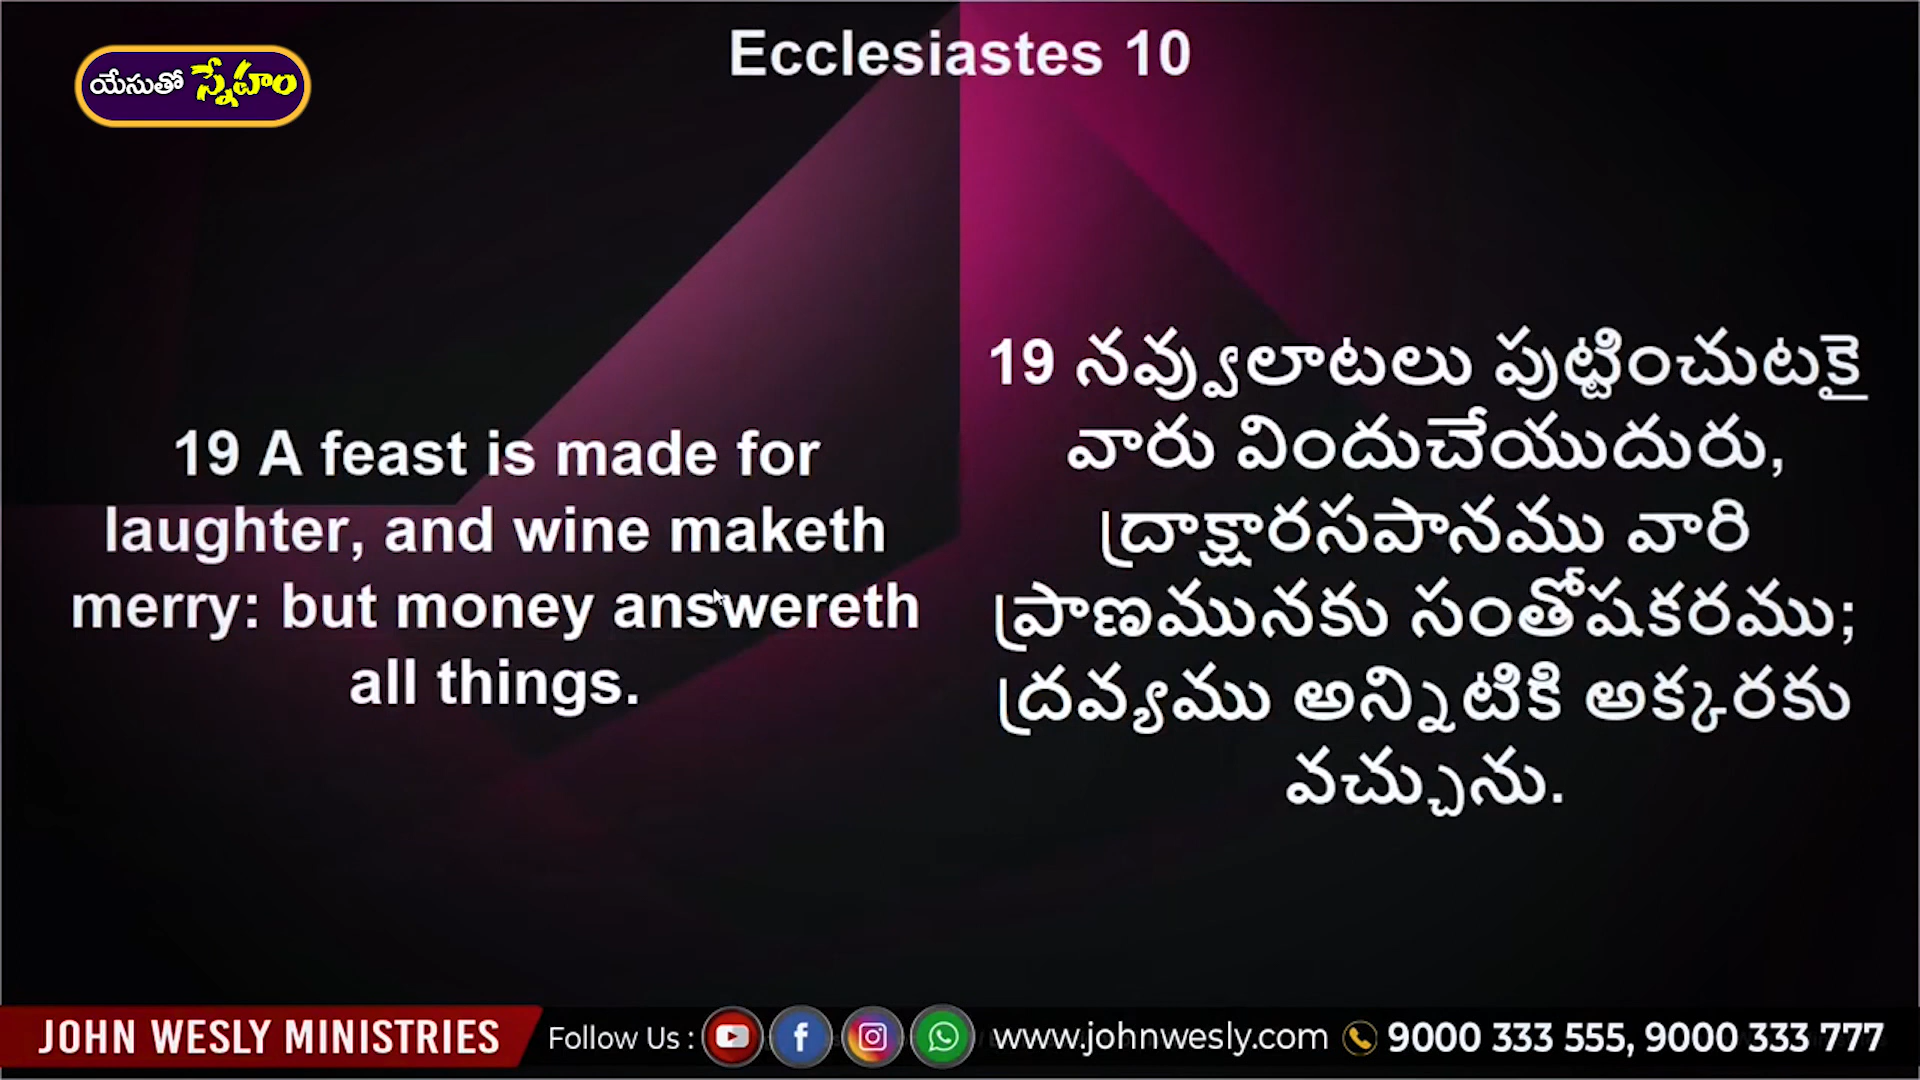 Ecclesiastes 10
యేసుతో స్నేహం
19 A feast is made for
laughter, and wine maketh
merry: but money answereth
all things.
19 నవ్వులాటలు పుట్టించుటకై
వారు విందుచేయుదురు,
ద్రాక్షారసపానము వారి
ప్రాణమునకు సంతోషకరము;
ద్రవ్యము అన్నిటికి అక్కరకు
వచ్చును.
JOHN WESLY MINISTRIES Follow Us : www.johnwesly.com 9000 333 555, 9000 333 777